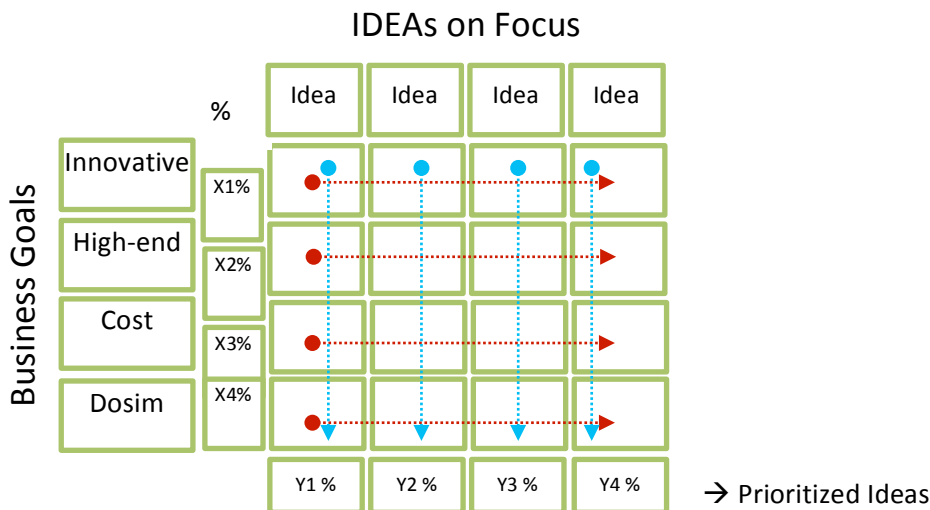 IDEAs on Focus
%
Idea Idea Idea Idea
Business Goals
Innovative
X1%
High-end
X2%
Cost
X3%
Dosim
X4%
Y1 % Y2 % Y3 % Y4 %
→ Prioritized Ideas